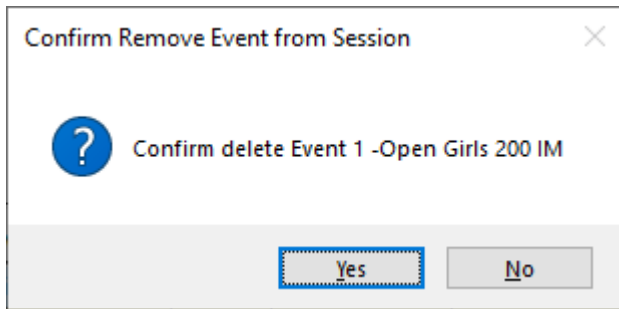 Confirm Remove Event from Session
?
Confirm delete Event 1 -Open Girls 200 IM
Yes
No